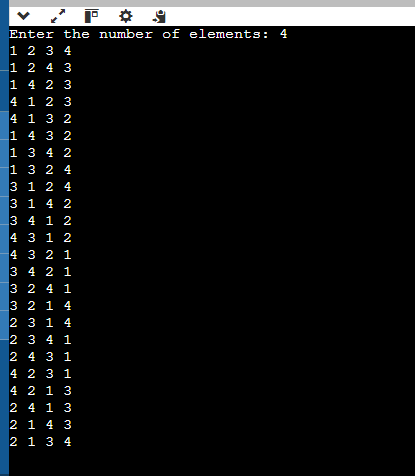 Enter the number of elements: 4
1 2 3 4
1 2 4 3
1 4 2 3
4 1 2 3
4 1 3 2
1 4 3 2
1 3 4 2
1 3 2 4
3 1 2 4
3 1 4 2
3 4 1 2
4 3 1 2
4 3 2 1
3 4 2 1
3 2 4 1
3 2 1 4
2 3 1 4
2 3 4 1
2 4 3 1
4 2 3 1
4 2 1 3
2 4 1 3
2 1 4 3
2 1 3 4